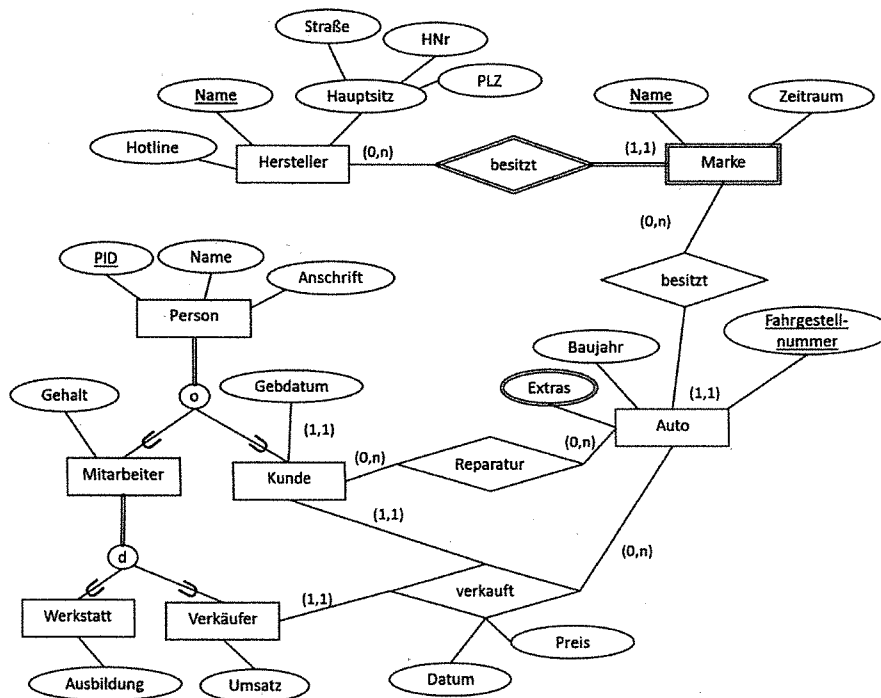 Straße
HNr
PLZ
Name
Hauptsitz
Name
Zeitraum
Hotline
Hersteller
(0,n)
besitzt
(1,1)
Marke
(0,n)
PID
Name
Anschrift
besitzt
Person
Fahrgestell-
nummer
Baujahr
Gebdatum
Extras
(1,1)
Gehalt
o
(1,1)
Auto
(0,n)
(0,n)
Mitarbeiter
Kunde
Reparatur
(1,1)
(0,n)
d
verkauft
Werkstatt
Verkäufer
(1,1)
Preis
Datum
Ausbildung
Umsatz